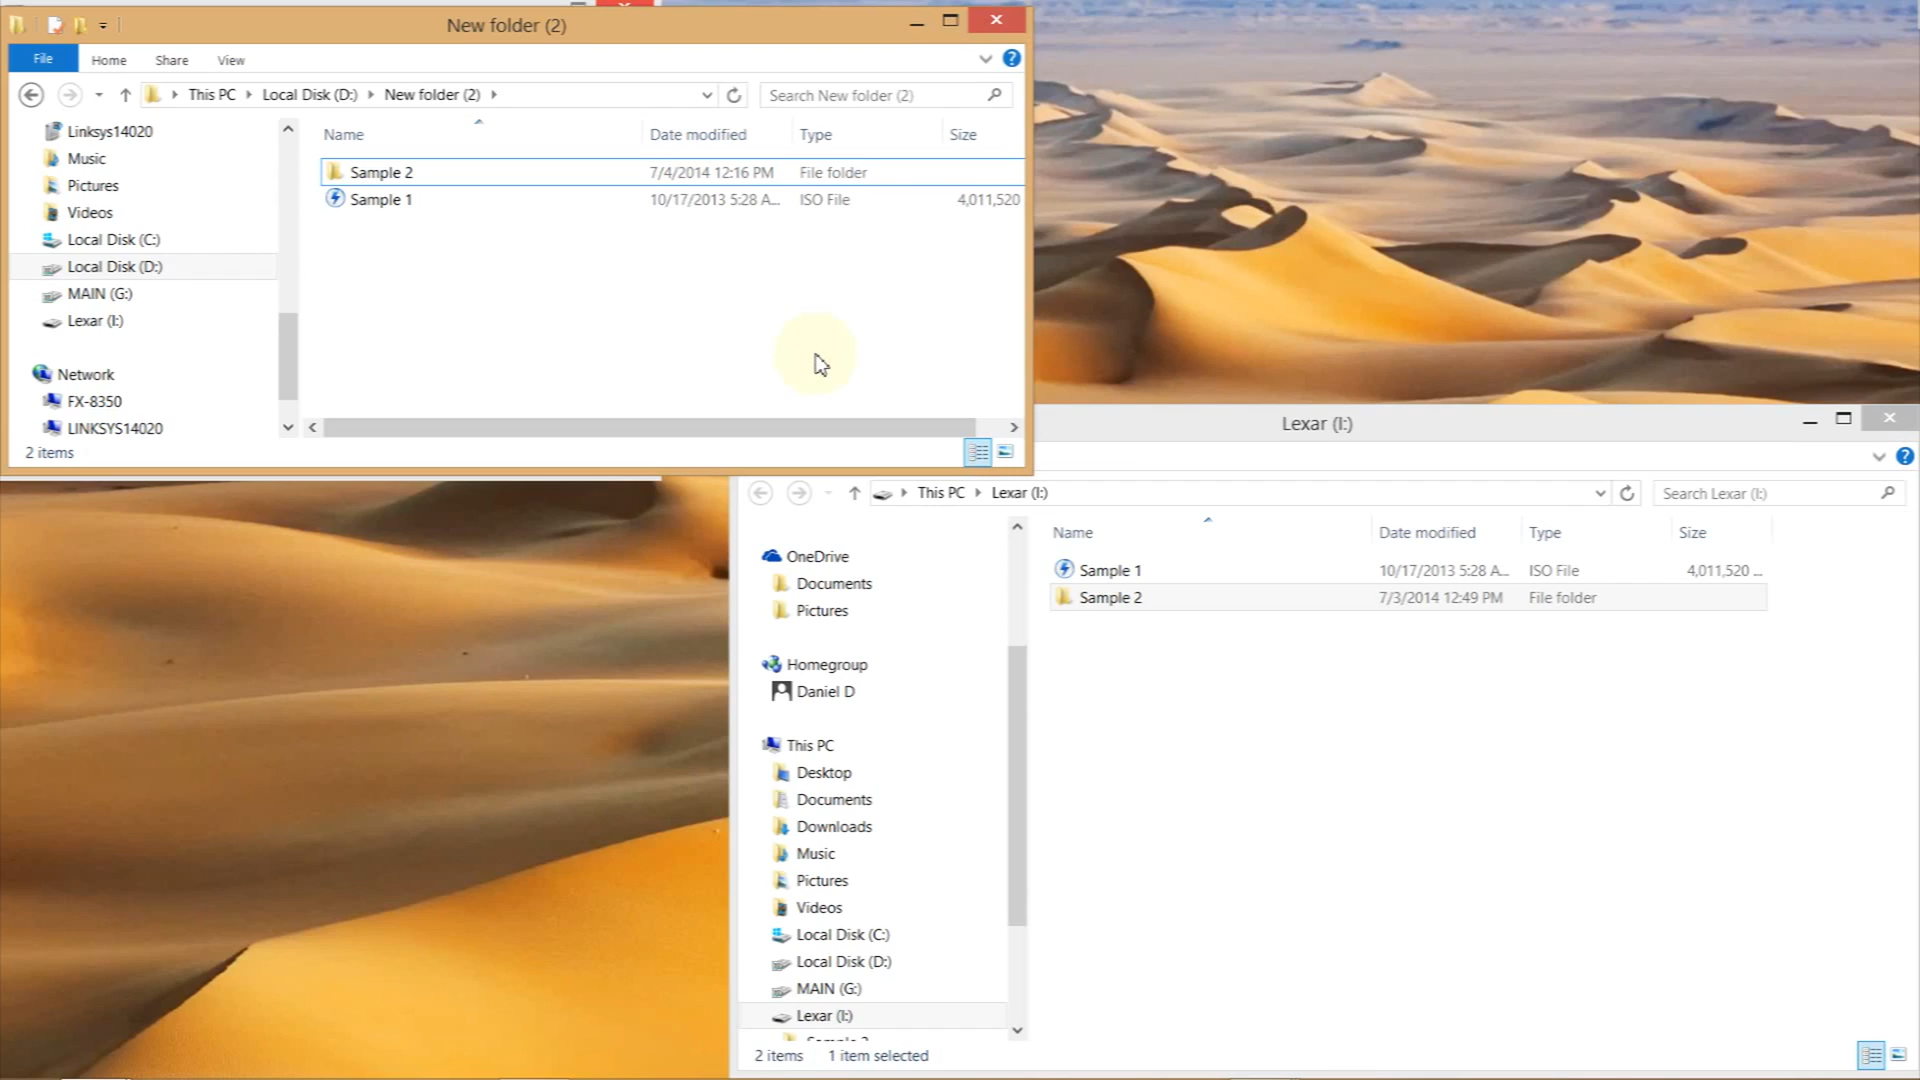 New folder (2)
File
Home
Share
View
This PC
Local Disk (D:)
New folder (2)
Search New folder (2)
Linksys14020
Music
Pictures
Videos
Local Disk (C:)
Local Disk (D:)
MAIN (G:)
Lexar (I:)
Network
FX-8350
LINKSYS14020
Name
Date modified
Type
Size
Sample 2
7/4/2014 12:16 PM
File folder
Sample 1
10/17/2013 5:28 A...
ISO File
4,011,520
2 items
Lexar (I:)
This PC
Lexar (I:)
Search Lexar (I:)
OneDrive
Documents
Pictures
Homegroup
Daniel D
This PC
Desktop
Documents
Downloads
Music
Pictures
Videos
Local Disk (C:)
Local Disk (D:)
MAIN (G:)
Lexar (I:)
Name
Date modified
Type
Size
Sample 1
10/17/2013 5:28 A...
ISO File
4,011,520 ...
Sample 2
7/3/2014 12:49 PM
File folder
2 items
1 item selected